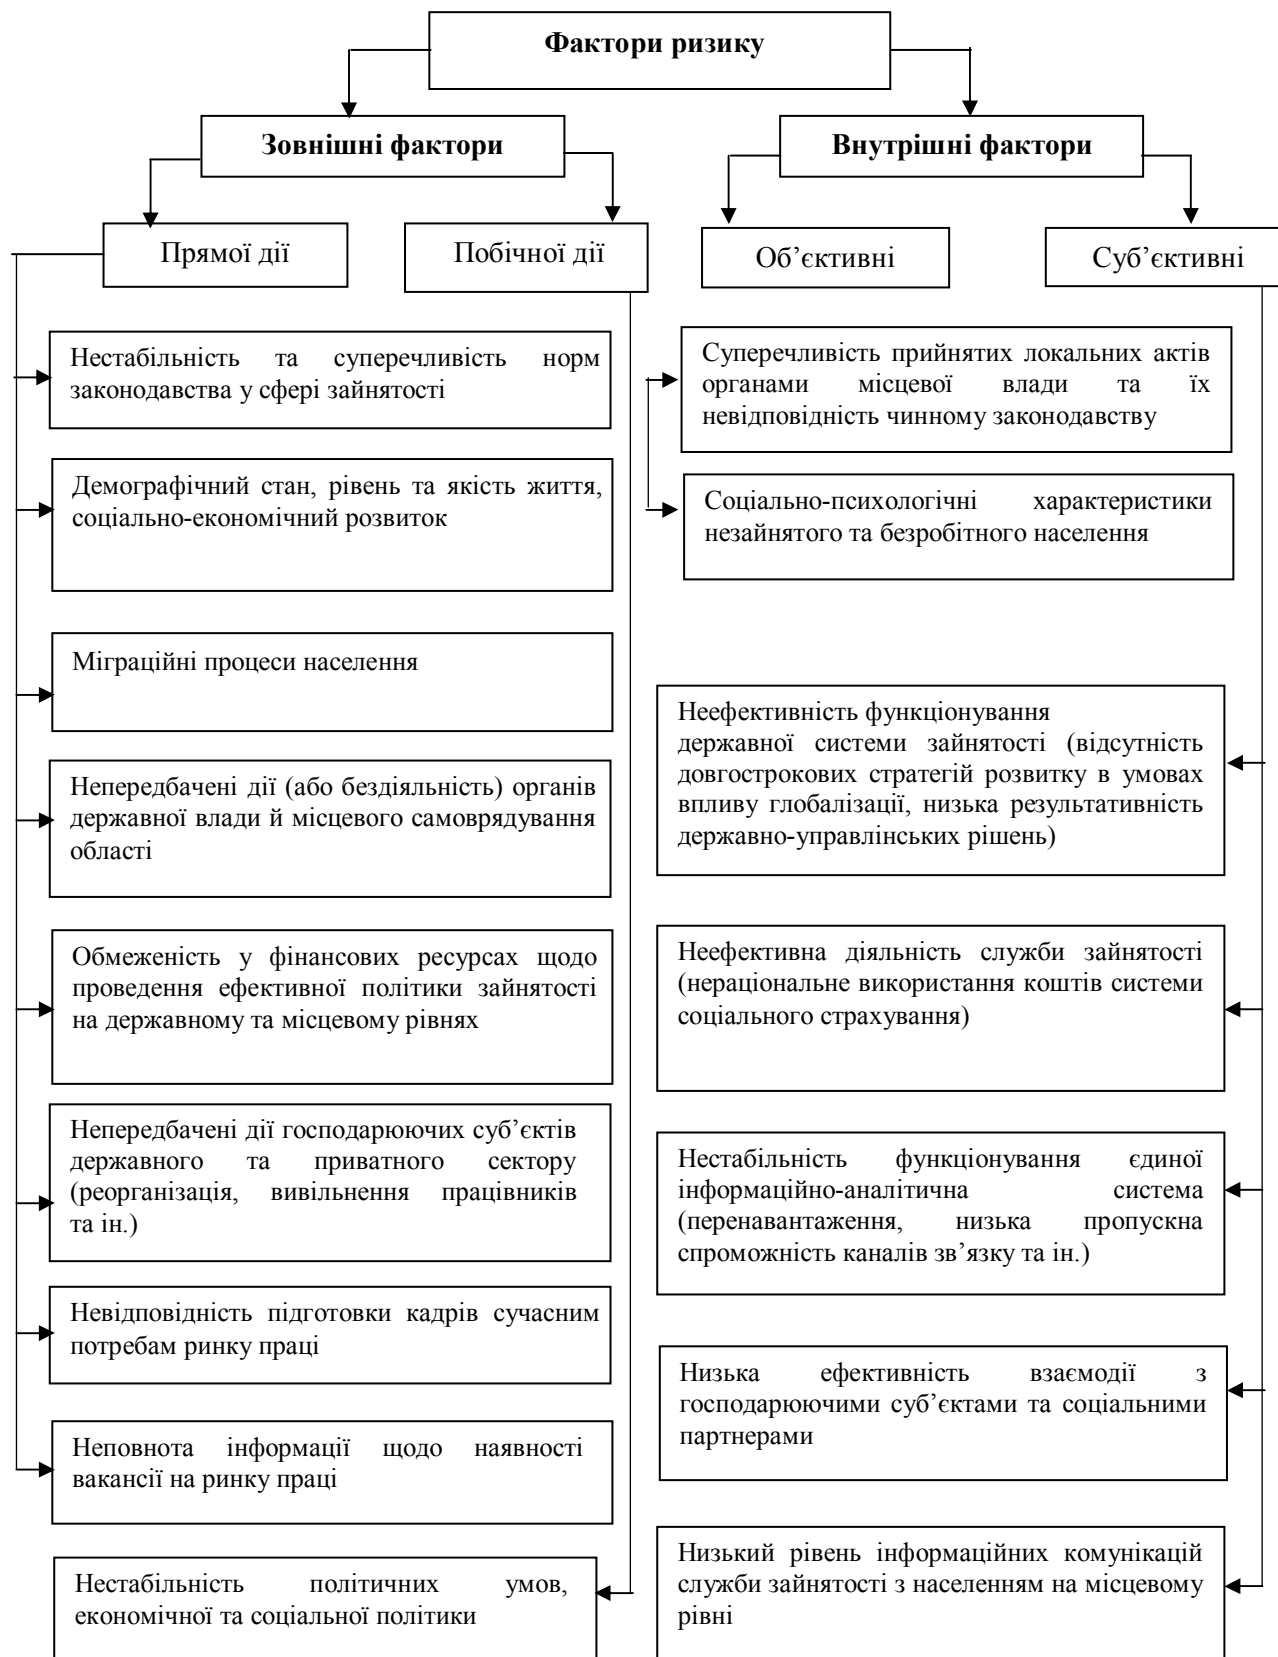 Фактори ризику
Зовнішні фактори
Внутрішні фактори
Прямої дії
Побічної дії
Об’єктивні
Суб’єктивні
Нестабільність та суперечливість норм
законодавства у сфері зайнятості
Демографічний стан, рівень та якість життя,
соціально-економічний розвиток
Міграційні процеси населення
Непередбачені дії (або бездіяльність) органів
державної влади й місцевого самоврядування
області
Обмеженість у фінансових ресурсах щодо
проведення ефективної політики зайнятості
на державному та місцевому рівнях
Непередбачені дії господарюючих суб’єктів
державного та приватного сектору
(реорганізація, вивільнення працівників
та ін.)
Невідповідність підготовки кадрів сучасним
потребам ринку праці
Неповнота інформації щодо наявності
вакансії на ринку праці
Нестабільність політичних умов,
економічної та соціальної політики
Суперечливість прийнятих локальних актів
органами місцевої влади та їх
невідповідність чинному законодавству
Соціально-психологічні характеристики
незайнятого та безробітного населення
Неефективність функціонування
державної системи зайнятості (відсутність
довгострокових стратегій розвитку в умовах
впливу глобалізації, низька результативність
державно-управлінських рішень)
Неефективна діяльність служби зайнятості
(нераціональне використання коштів системи
соціального страхування)
Нестабільність функціонування єдиної
інформаційно-аналітична система
(перенавантаження, низька пропускна
спроможність каналів зв’язку та ін.)
Низька ефективність взаємодії з
господарюючими суб’єктами та соціальними
партнерами
Низький рівень інформаційних комунікацій
служби зайнятості з населенням на місцевому
рівні